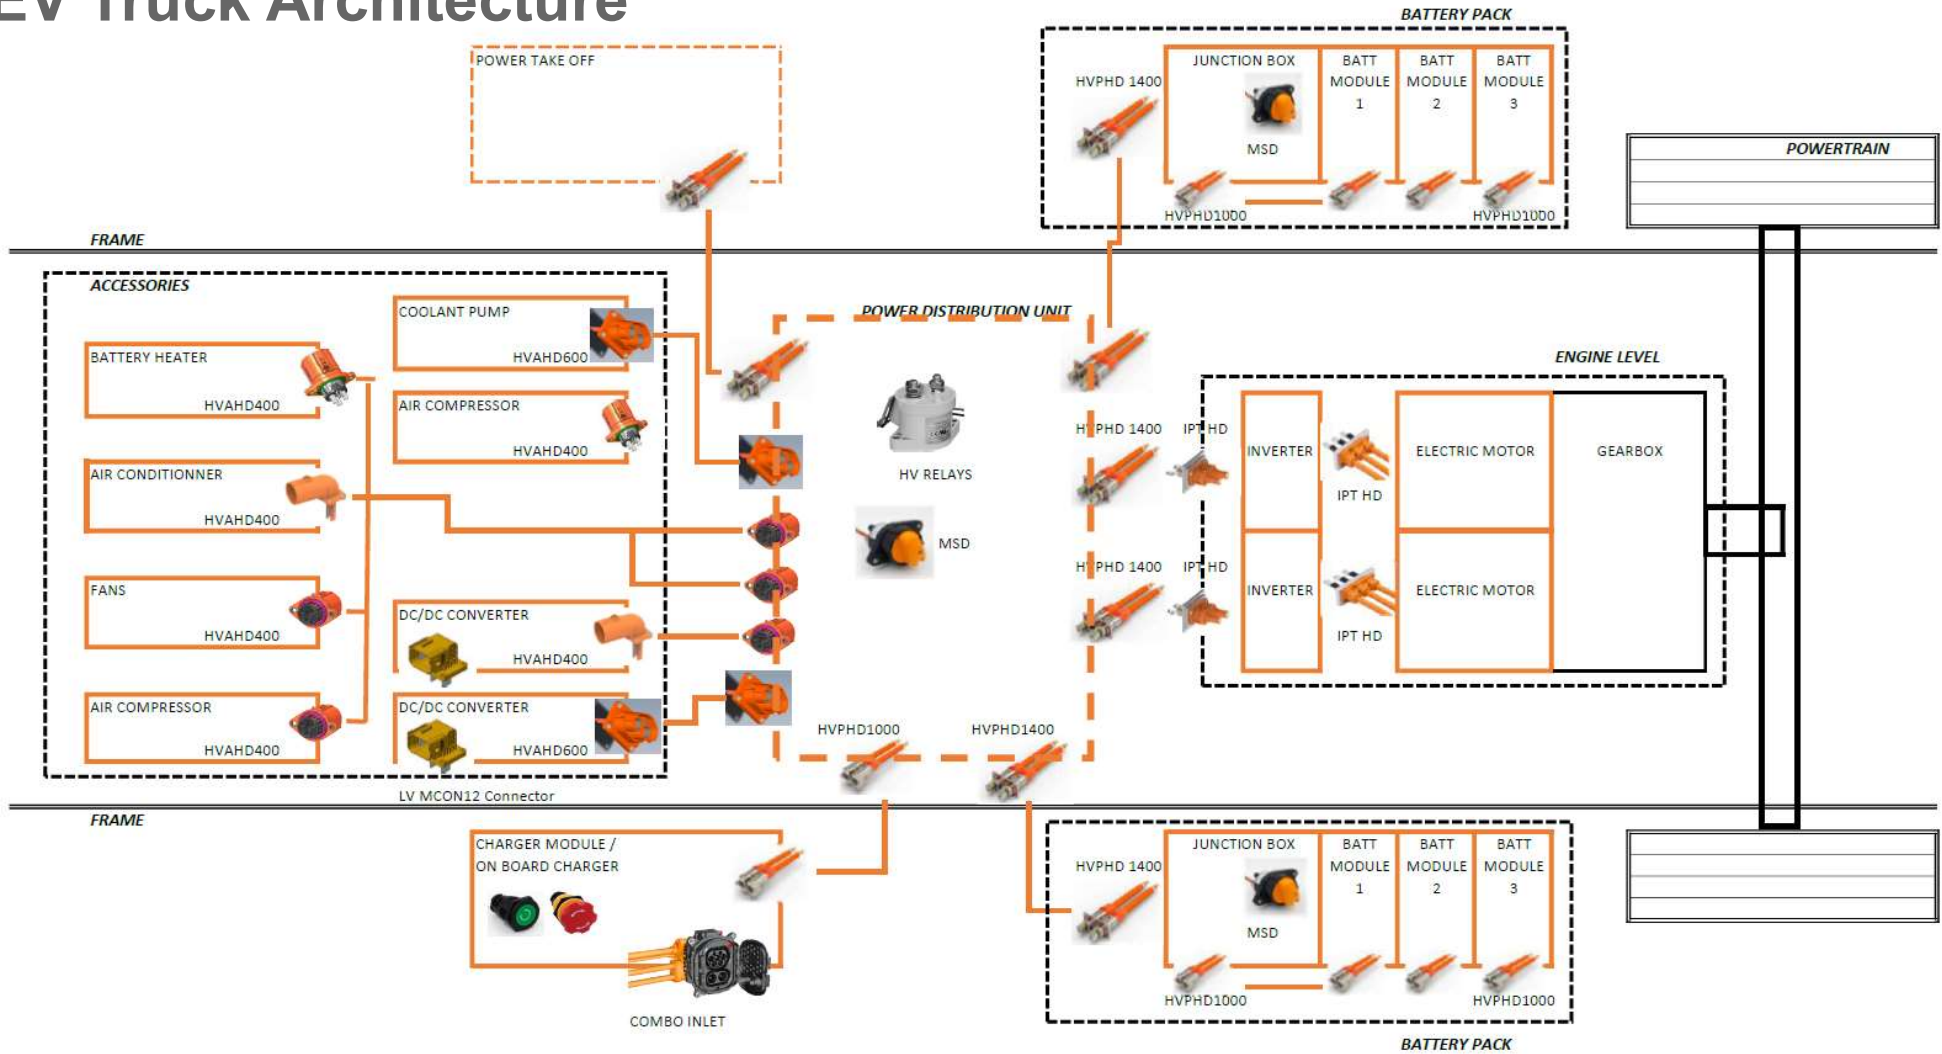 EV Truck Architecture
BATTERY PACK
POWER TAKE OFF
HVPHD 1400
JUNCTION BOX
MSD
BATT
MODULE
1
BATT
MODULE
2
BATT
MODULE
3
HVPHD1000
HVPHD1000
POWERTRAIN
FRAME
ACCESSORIES
COOLANT PUMP
HVAHD600
BATTERY HEATER
HVAHD400
AIR COMPRESSOR
HVAHD400
AIR CONDITIONNER
HVAHD400
FANS
HVAHD400
DC/DC CONVERTER
HVAHD400
AIR COMPRESSOR
HVAHD400
DC/DC CONVERTER
HVAHD600
LV MCON12 Connector
POWER DISTRIBUTION UNIT
HV RELAYS
MSD
HVPHD 1400
IPT HD
HVPHD 1400
IPT HD
HVPHD1000
HVPHD1400
ENGINE LEVEL
INVERTER
IPT HD
ELECTRIC MOTOR
GEARBOX
INVERTER
IPT HD
ELECTRIC MOTOR
FRAME
CHARGER MODULE /
ON BOARD CHARGER
COMBO INLET
HVPHD 1400
JUNCTION BOX
MSD
BATT
MODULE
1
BATT
MODULE
2
BATT
MODULE
3
HVPHD1000
HVPHD1000
BATTERY PACK